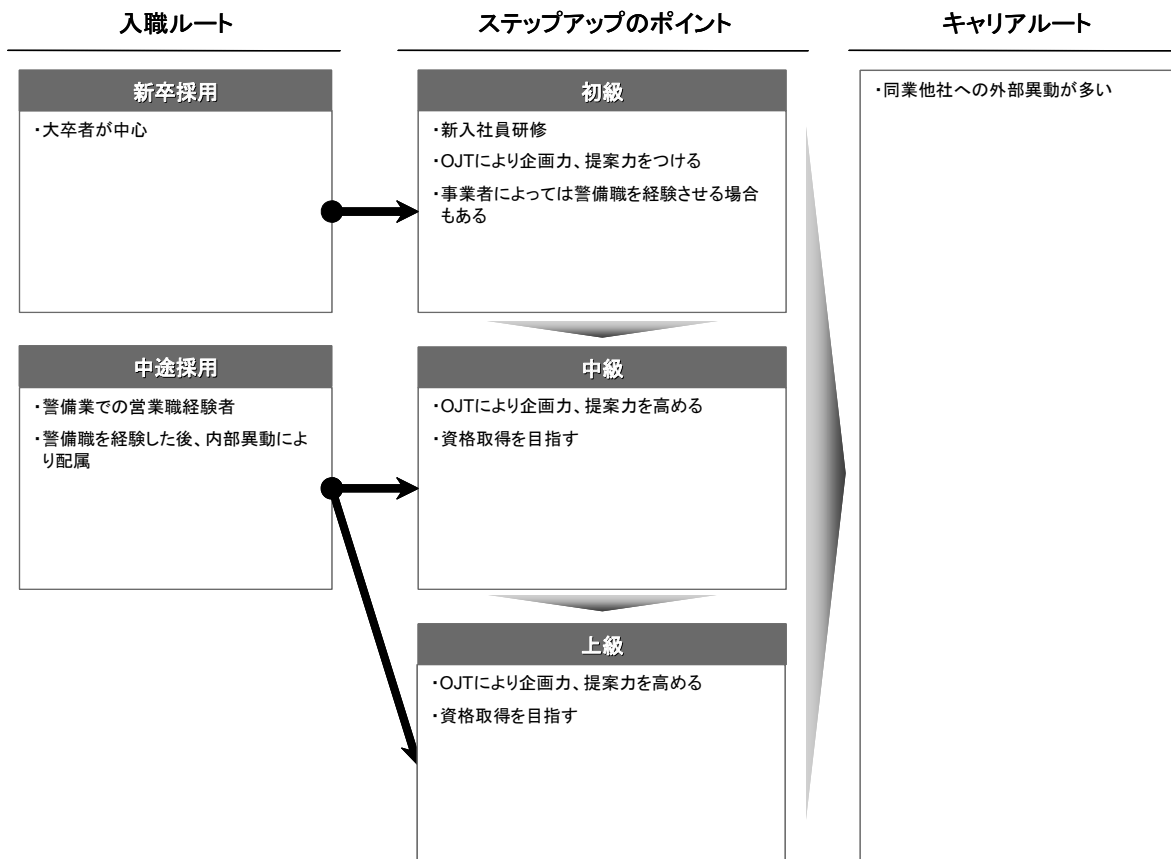 入職ルート
ステップアップのポイント
キャリアルート
新卒採用
・大卒者が中心
中途採用
・警備業での営業職経験者
・警備職を経験した後、内部異動によ
り配属
初級
・新入社員研修
・OJTにより企画力、提案力をつける
・事業者によっては警備職を経験させる場合
もある
中級
・OJTにより企画力、提案力を高める
・資格取得を目指す
上級
・OJTにより企画力、提案力を高める
・資格取得を目指す
・同業他社への外部異動が多い